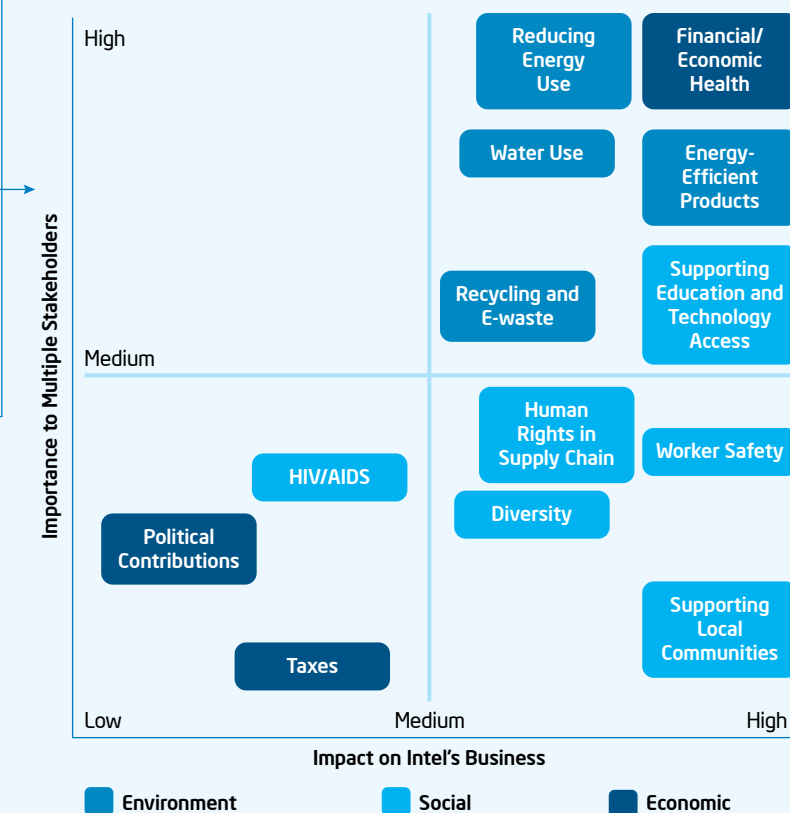 High
Reducing
Energy
Use
Financial/
Economic
Health
Water Use
Energy-
Efficient
Products
Recycling and
E-waste
Supporting
Education and
Technology
Access
Medium
Importance to Multiple Stakeholders
Human
Rights in
Supply Chain
Worker Safety
HIV/AIDS
Diversity
Political
Contributions
Supporting
Local
Communities
Taxes
Low
Medium
High
Impact on Intel's Business
Environment
Social
Economic